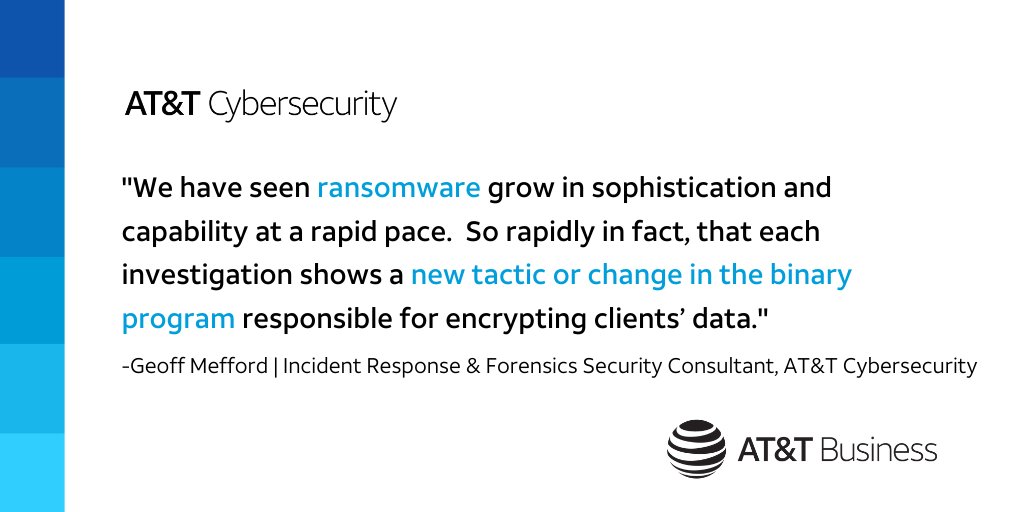 AT&T Cybersecurity
"We have seen ransomware grow in sophistication and
capability at a rapid pace.  So rapidly in fact, that each
investigation shows a new tactic or change in the binary
program responsible for encrypting clients’ data."
-Geoff Mefford | Incident Response & Forensics Security Consultant, AT&T Cybersecurity
AT&T Business